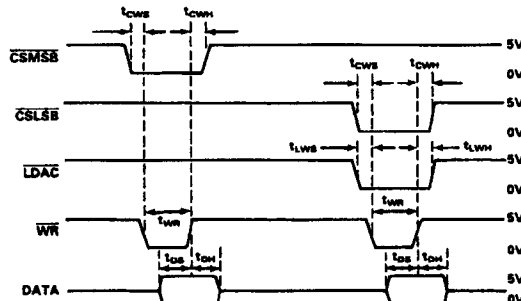 tCWS tCWH
CSMSB 5V
0V
tCWS tCWH
CSLSB 5V
0V
tLWS tLWH
LDAC 5V
0V
tWR tWR
WR 5V
0V
tDS tDH tDS tDH
DATA 5V
0V